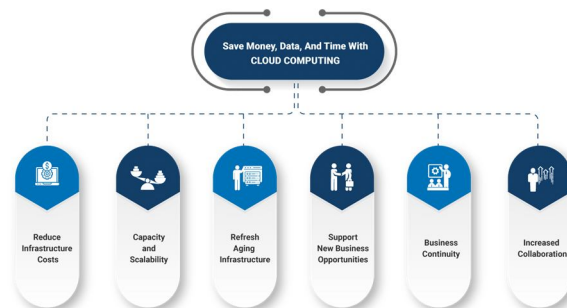 Save Money, Data, And Time With
CLOUD COMPUTING
Reduce
Infrastructure
Costs
Capacity
and
Scalability
Refresh
Aging
Infrastructure
Support
New Business
Opportunities
Business
Continuity
Increased
Collaboration